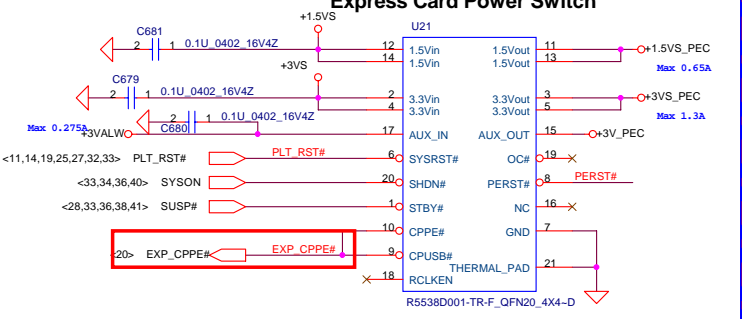 Express Card Power Switch
+1.5VS
C681
2 1 0.1U_0402_16V4Z
U21
12 1.5Vin 1.5Vout 11 +1.5VS_PEC
14 1.5Vin 1.5Vout 13
Max 0.65A
+3VS
C679
2 1 0.1U_0402_16V4Z
2 3.3Vin 3.3Vout 3 +3VS_PEC
4 3.3Vin 3.3Vout 5
Max 1.3A
2 1 0.1U_0402_16V4Z
C680
Max 0.275A
+3VALW 17 AUX_IN AUX_OUT 15 +3V_PEC
<11,14,19,25,27,32,33> PLT_RST# PLT_RST# 6 SYSRST# OC# 19
<33,34,36,40> SYSON 20 SHDN# PERST# 8 PERST#
<28,33,36,38,41> SUSP# 1 STBY# NC 16
10 CPPE# GND 7
<20> EXP_CPPE# EXP_CPPE# 9 CPUSB#
THERMAL_PAD 21
18 RCLKEN
R5538D001-TR-F_QFN20_4X4~D